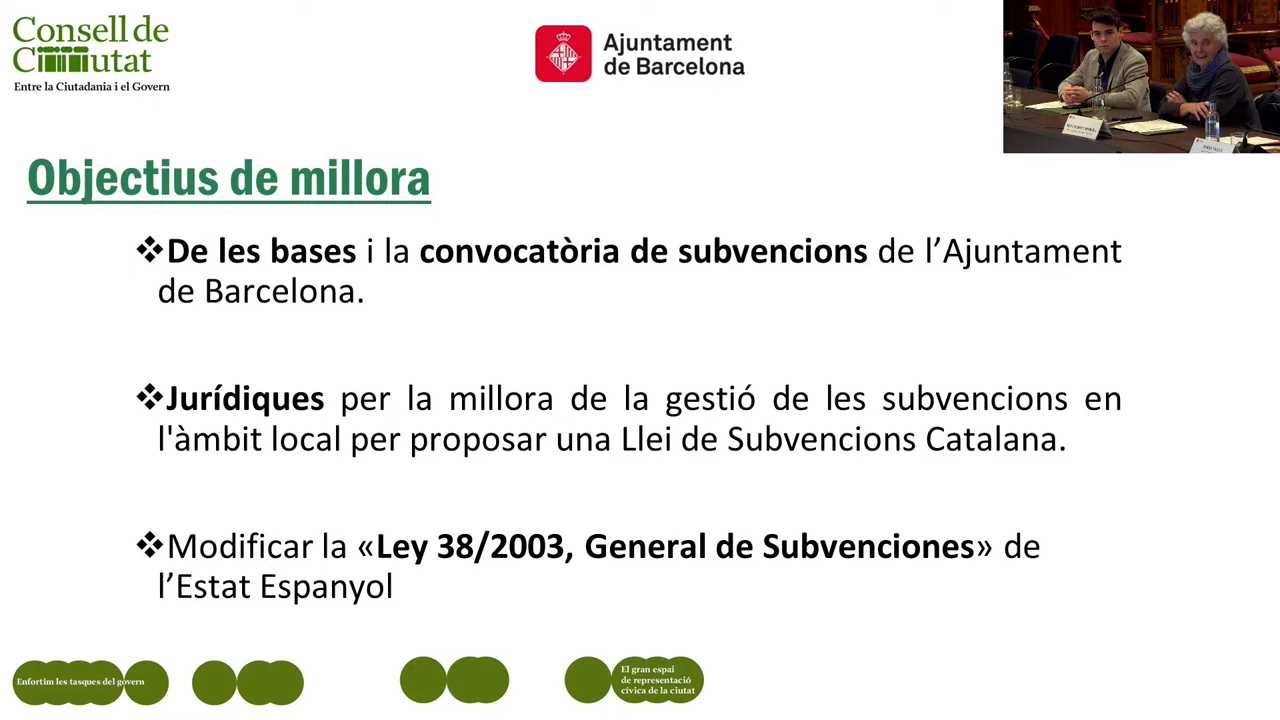 Consell de
Ciutat
Entre la Ciutadania i el Govern
Ajuntament
de Barcelona
Objectius de millora
❖De les bases i la convocatòria de subvencions de l’Ajuntament
de Barcelona.
❖Jurídiques per la millora de la gestió de les subvencions en
l'àmbit local per proposar una Llei de Subvencions Catalana.
❖Modificar la «Ley 38/2003, General de Subvenciones» de
l’Estat Espanyol
Enfortim les tasques del govern
El gran espai
de representació
cívica de la ciutat